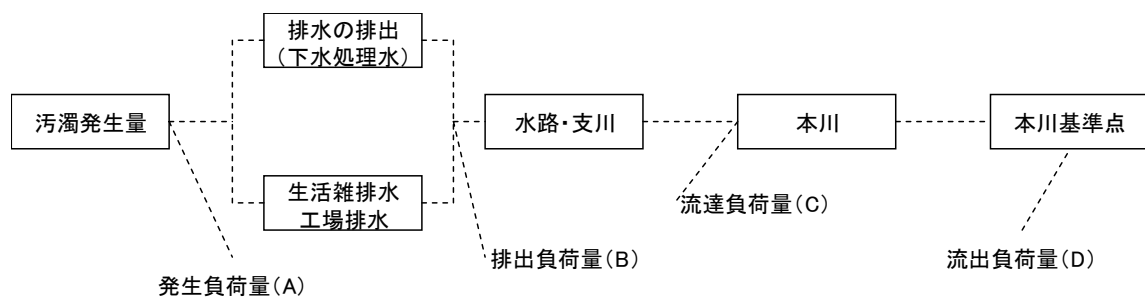 排水の排出
(下水処理水)
汚濁発生量
水路・支川
本川
本川基準点
生活雑排水
工場排水
流達負荷量(C)
排出負荷量(B)
流出負荷量(D)
発生負荷量(A)